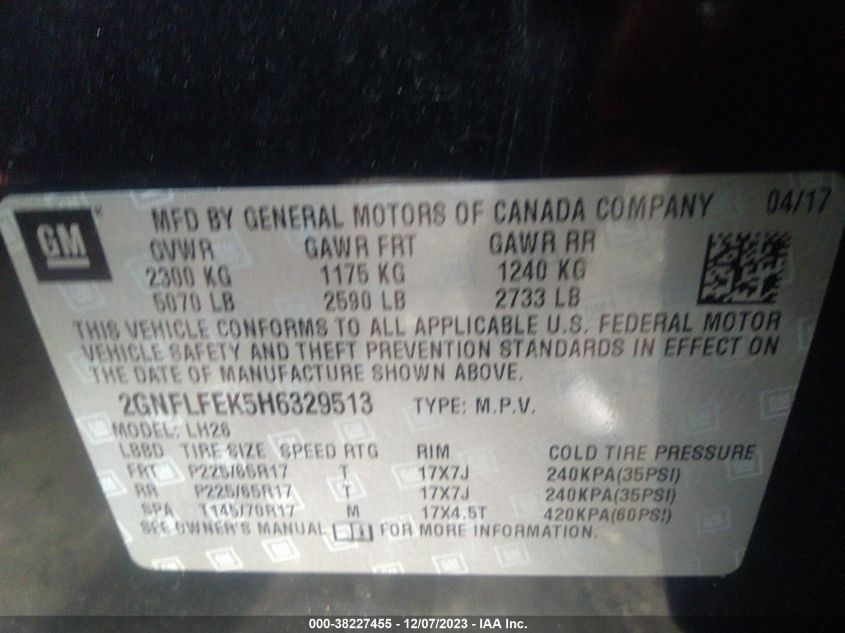 GM
MFD BY GENERAL MOTORS OF CANADA COMPANY 04/17
GVWR GAWR FRT GAWR RR
2300 KG 1175 KG 1240 KG
5070 LB 2590 LB 2733 LB
THIS VEHICLE CONFORMS TO ALL APPLICABLE U.S. FEDERAL MOTOR
VEHICLE SAFETY AND THEFT PREVENTION STANDARDS IN EFFECT ON
THE DATE OF MANUFACTURE SHOWN ABOVE.
2GNFLFEK5H6329513 TYPE: M.P.V.
MODEL: LH26
LBBD TIRE SIZE SPEED RTG RIM COLD TIRE PRESSURE
FRT P225/65R17 T 17X7J 240KPA(35PSI)
RR P225/65R17 T 17X7J 240KPA(35PSI)
SPA T145/70R17 M 17X4.5T 420KPA(60PSI)
SEE OWNER'S MANUAL FOR MORE INFORMATION.
000-38227455 - 12/07/2023 - IAA Inc.